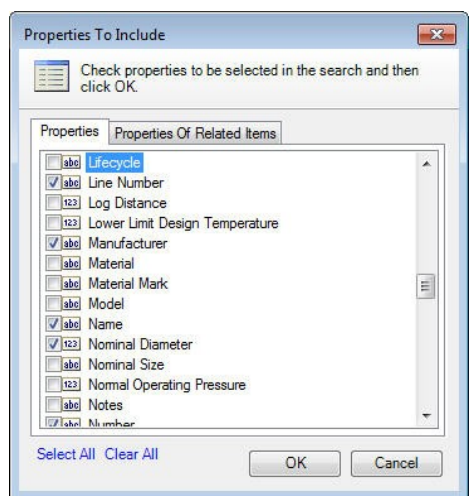 Properties To Include
Check properties to be selected in the search and then
click OK.
Properties Properties Of Related Items
abc Lifecycle
abc Line Number
123 Log Distance
123 Lower Limit Design Temperature
abc Manufacturer
abc Material
abc Material Mark
abc Model
abc Name
123 Nominal Diameter
abc Nominal Size
123 Normal Operating Pressure
abc Notes
abc Number
Select All Clear All OK Cancel